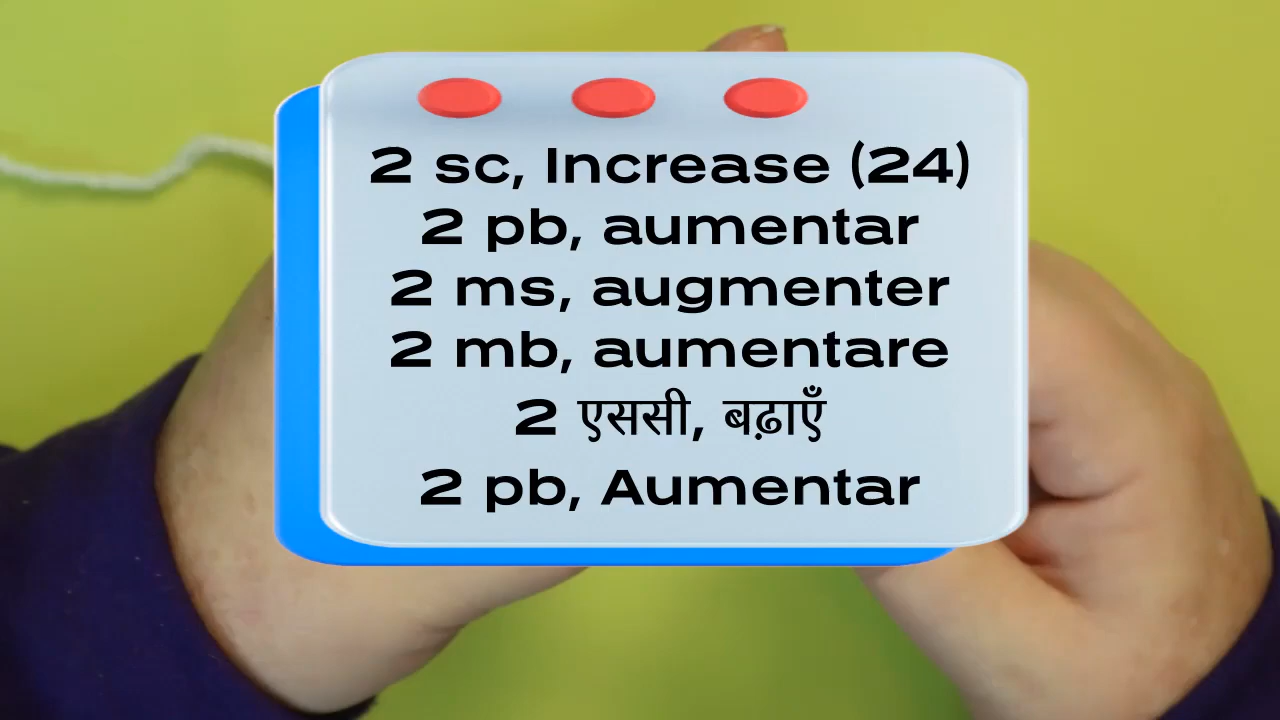 2 sc, Increase (24)
2 pb, aumentar
2 ms, augmenter
2 mb, aumentare
2 एससी, बढ़ाएँ
2 pb, Aumentar